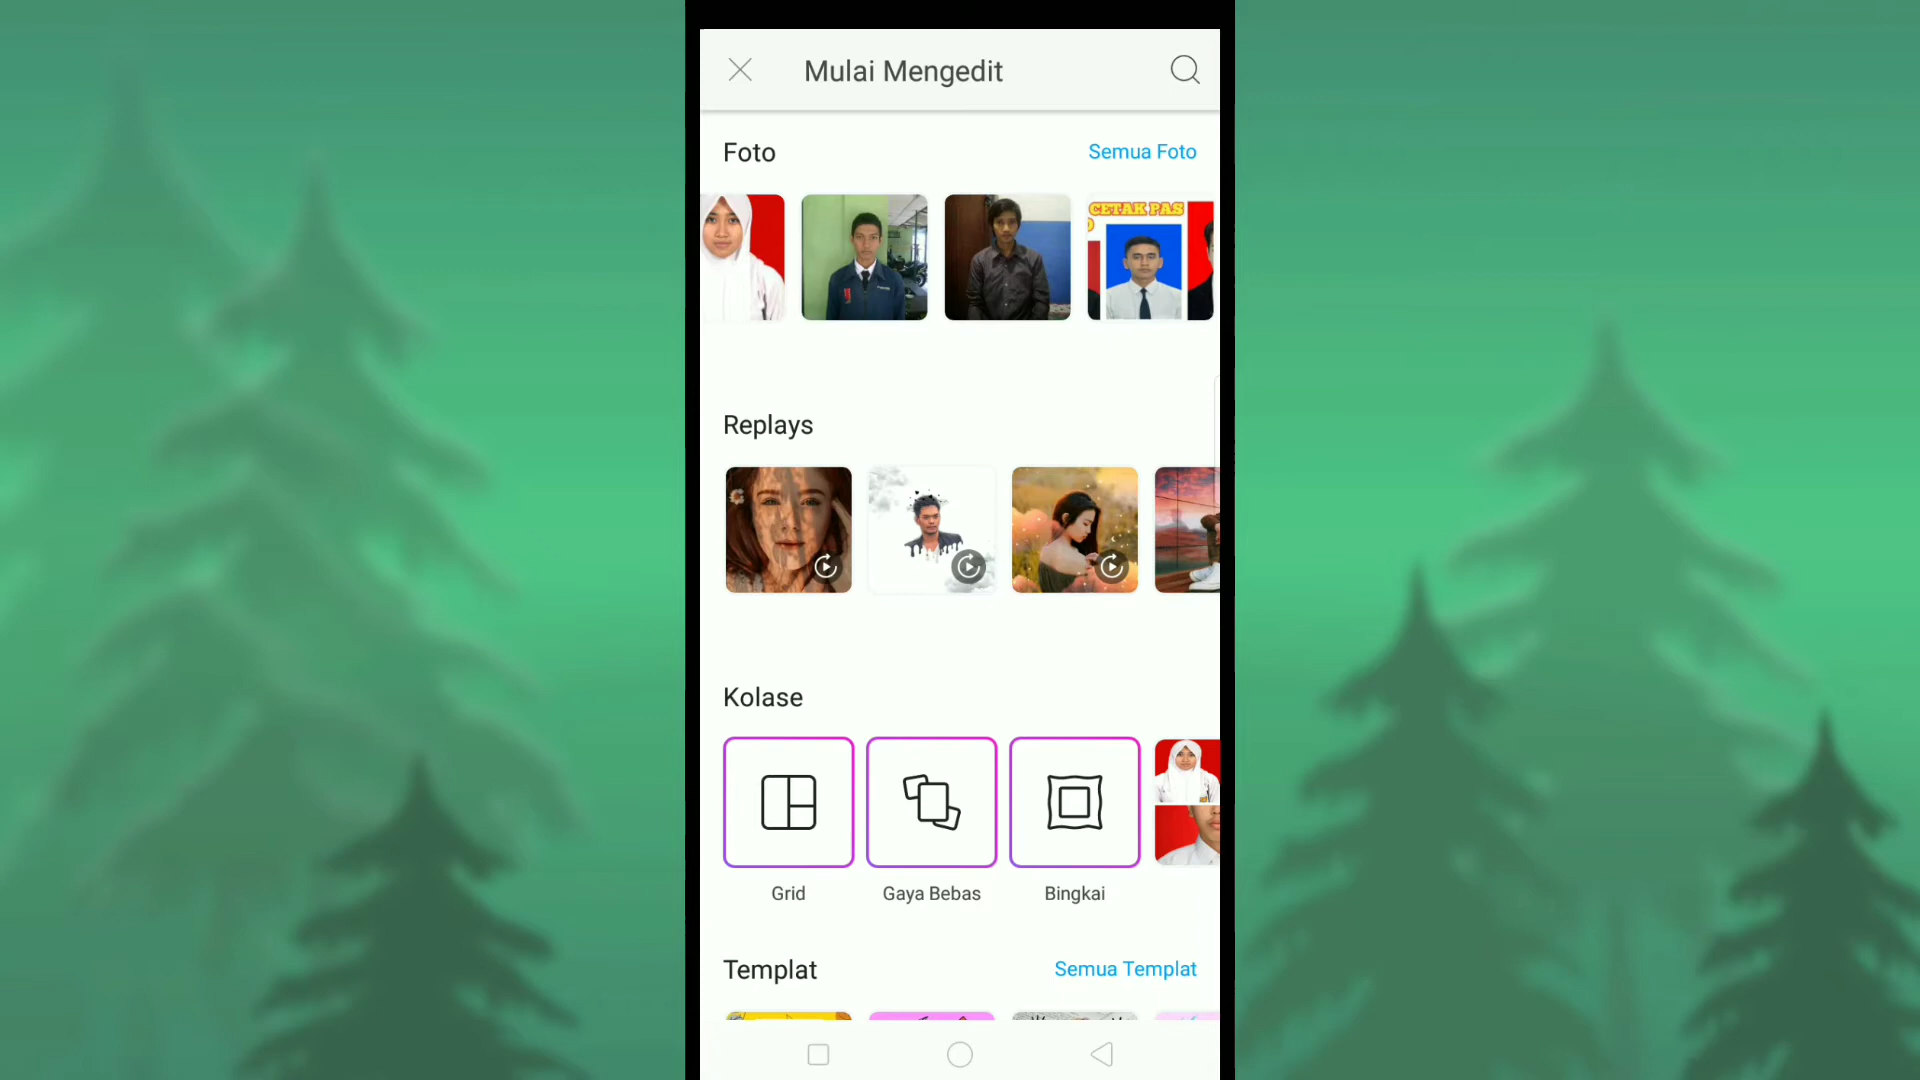 Mulai Mengedit
Foto
Semua Foto
CETAK PAS
Replays
Kolase
Grid
Gaya Bebas
Bingkai
Templat
Semua Templat